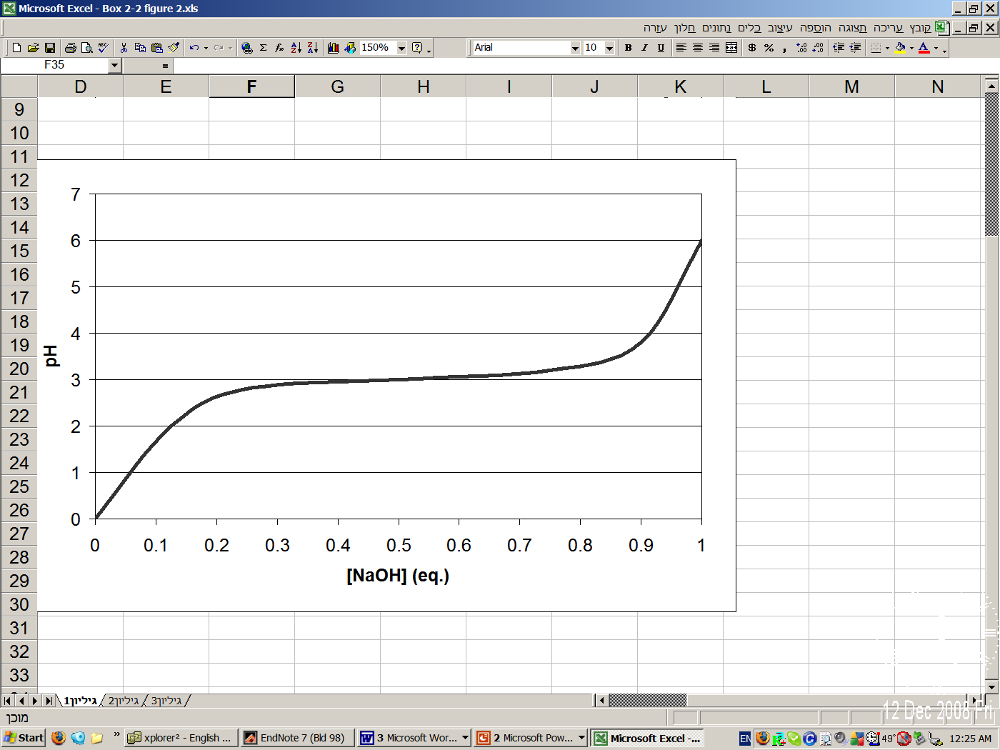 Microsoft Excel - Box 2-2 figure 2.xls
קובץ עריכה תצוגה הוספה עיצוב כלים נתונים חלון עזרה
150% Arial 10 B I U $ % ,
F35 =
D E F G H I J K L M N
9
10
11
12
13
14
15
16
17
18
19
20
21
22
23
24
25
26
27
28
29
30
31
32
33
7
6
5
4
3
2
1
0
pH
0 0.1 0.2 0.3 0.4 0.5 0.6 0.7 0.8 0.9 1
[NaOH] (eq.)
גיליון1 גיליון2 גיליון3
מוכן
12 Dec 2008 Fri
Start » xplorer² - English ... EndNote 7 (Bld 98) 3 Microsoft Wor... 2 Microsoft Pow... Microsoft Excel -... EN 49° 12:25 AM